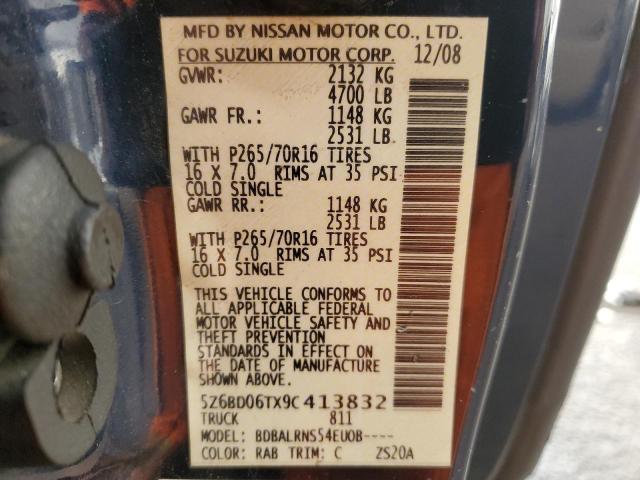 MFD BY NISSAN MOTOR CO., LTD.
FOR SUZUKI MOTOR CORP. 12/08
GVWR: 2132 KG
4700 LB
GAWR FR.: 1148 KG
2531 LB
WITH P265/70R16 TIRES
16 X 7.0 RIMS AT 35 PSI
COLD SINGLE
GAWR RR.: 1148 KG
2531 LB
WITH P265/70R16 TIRES
16 X 7.0 RIMS AT 35 PSI
COLD SINGLE
THIS VEHICLE CONFORMS TO
ALL APPLICABLE FEDERAL
MOTOR VEHICLE SAFETY AND
THEFT PREVENTION
STANDARDS IN EFFECT ON
THE DATE OF MANUFACTURE
SHOWN ABOVE.
5Z6BD06TX9C413832
TRUCK 811
MODEL: BDBALRNS54EUOB----
COLOR: RAB TRIM: C ZS20A